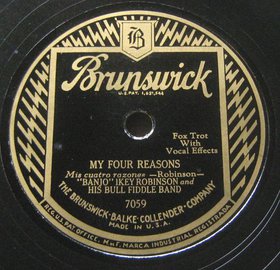 B
Brunswick
U.S. PAT. 1,637,544
Fox Trot
With
Vocal Effects
MY FOUR REASONS
Mis cuatro razones —Robinson—
"BANJO" IKEY ROBINSON and
HIS BULL FIDDLE BAND
7059
THE BRUNSWICK-BALKE-COLLENDER-COMPANY
MADE IN U.S.A.
REG. U.S. PAT. OFFICE. M. de F. MARCA INDUSTRIAL REGISTRADA